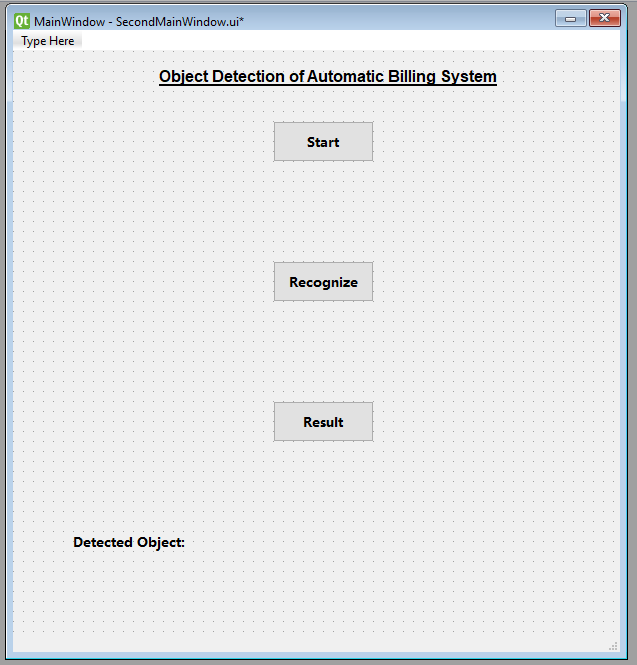 Qt MainWindow - SecondMainWindow.ui*
Type Here
Object Detection of Automatic Billing System
Start
Recognize
Result
Detected Object: